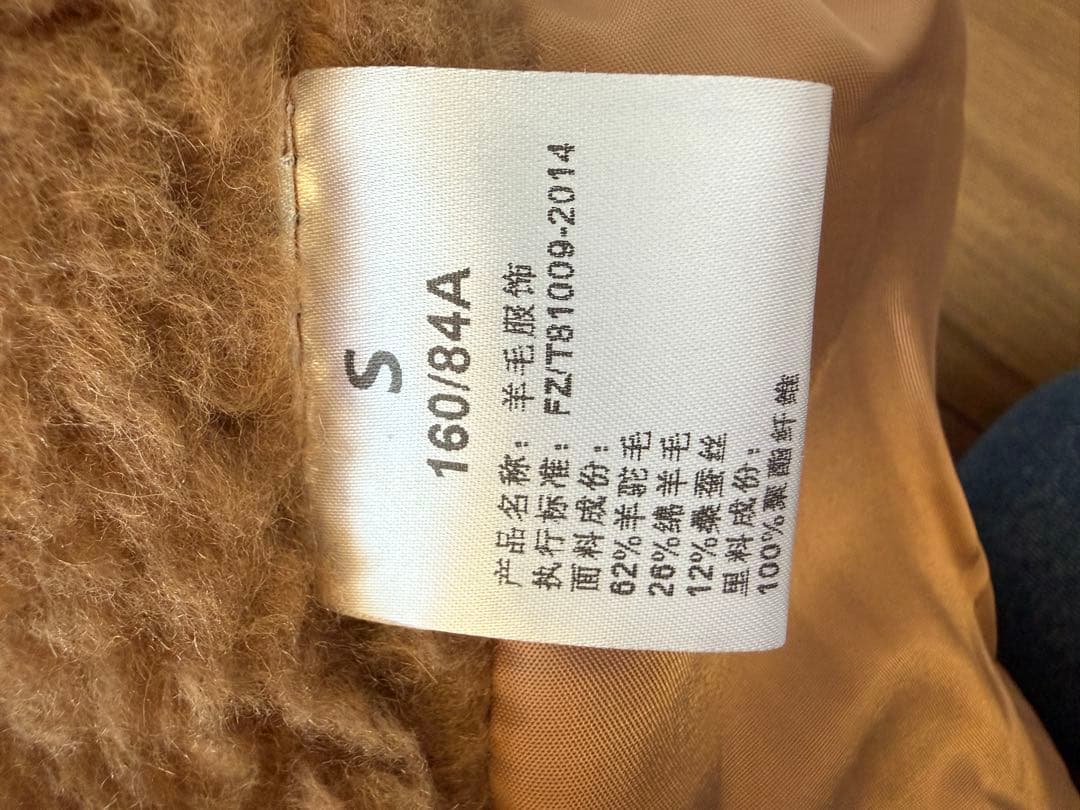 S
160/84A
产品名称: 羊毛服饰
执行标准: FZ/T81009-2014
面料成份:
62%羊驼毛
26%绵羊毛
12%桑蚕丝
里料成份:
100%聚酯纤维